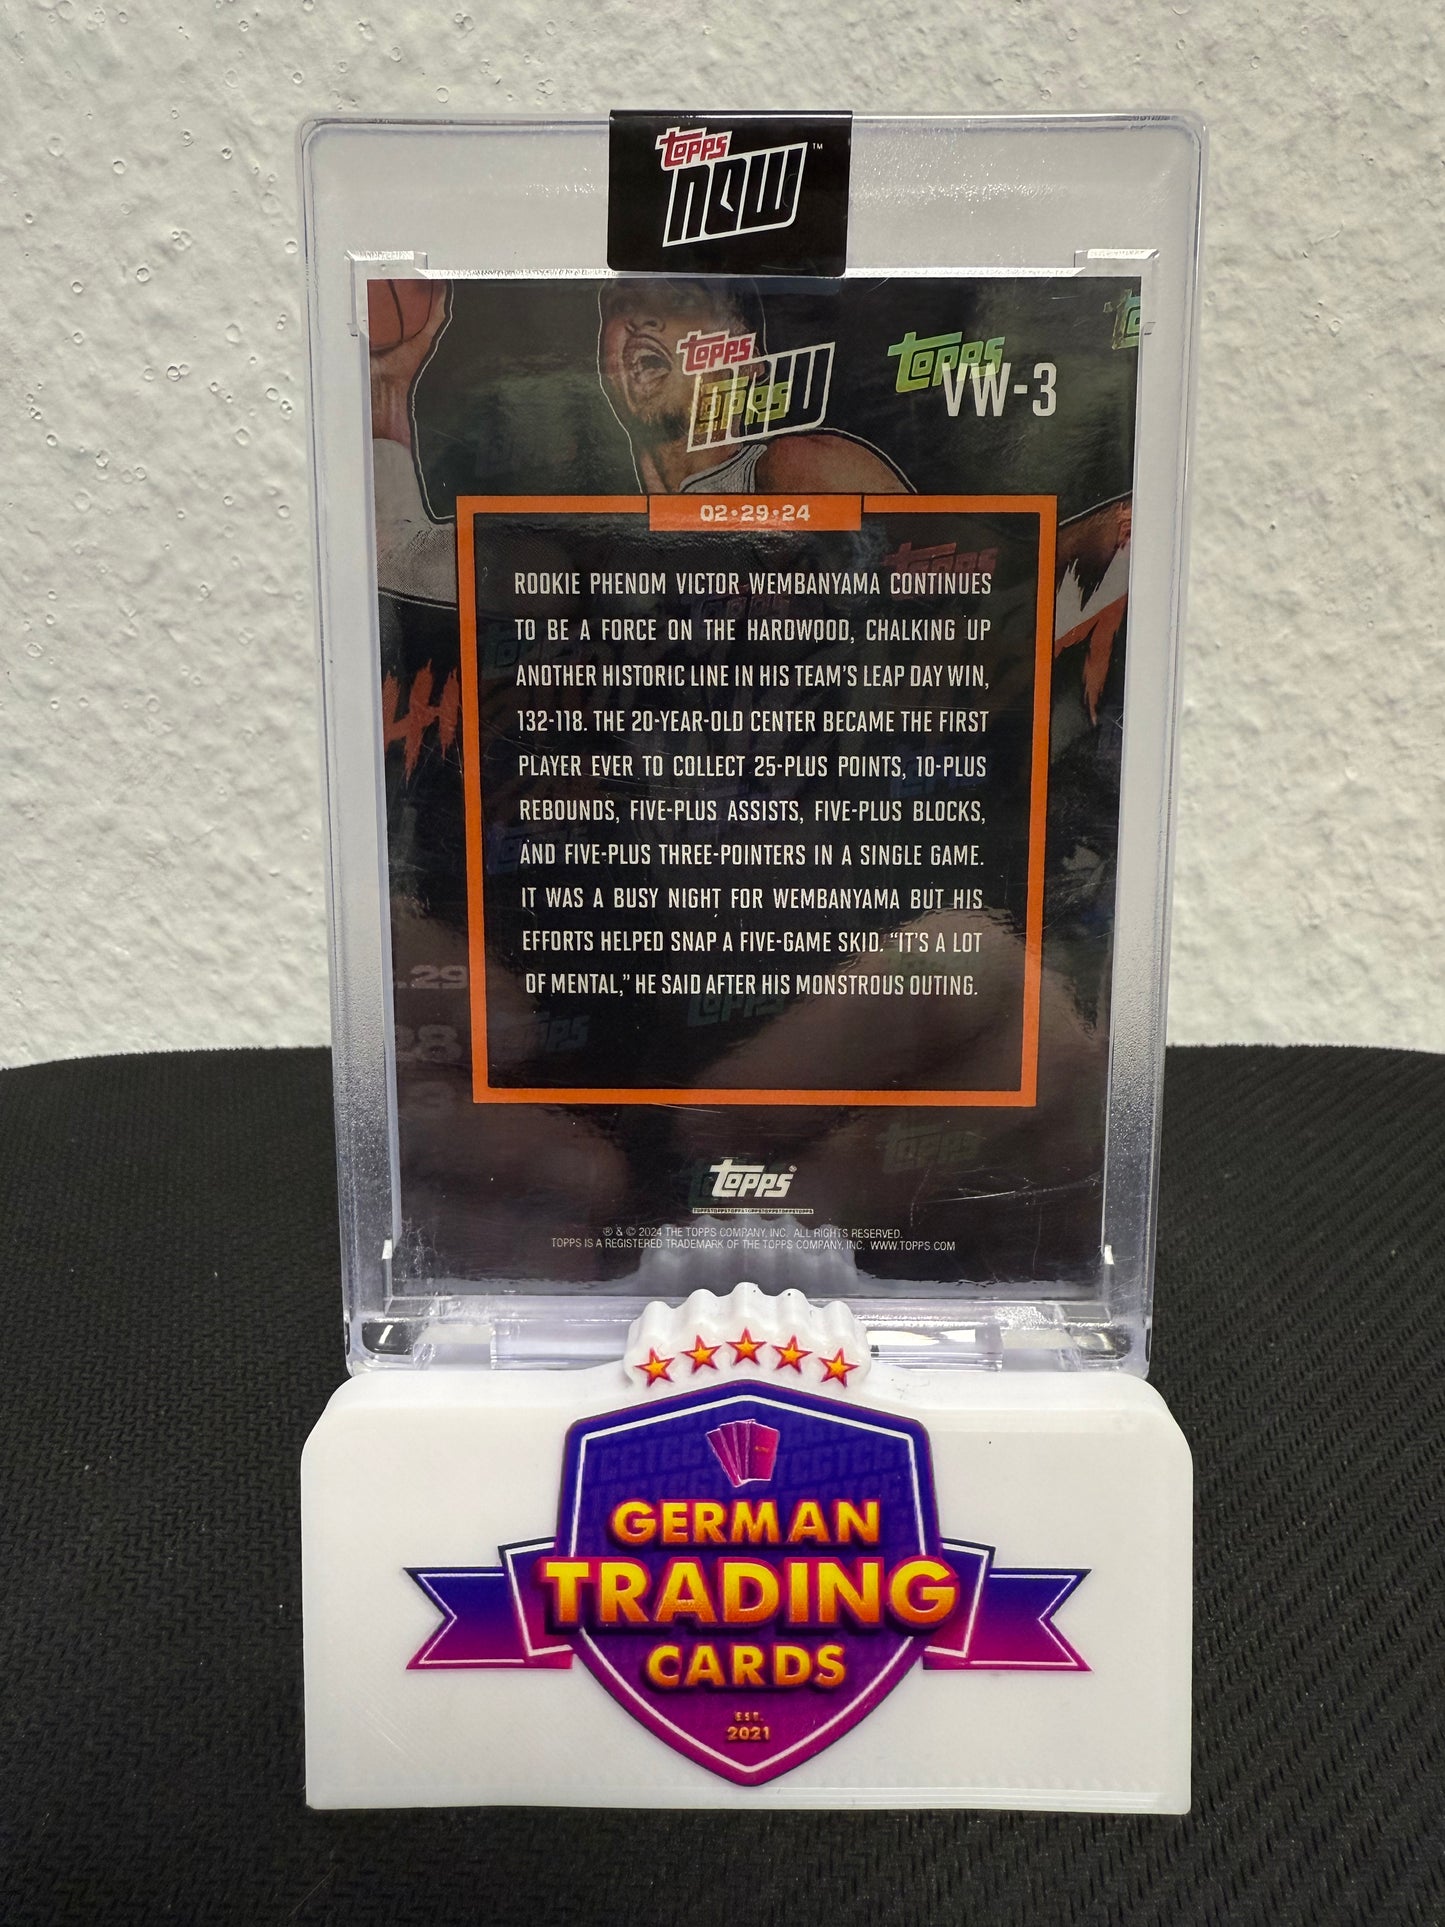 topps
now™
topps
now
topps
topps
VW-3
02•29•24
ROOKIE PHENOM VICTOR WEMBANYAMA CONTINUES
TO BE A FORCE ON THE HARDWOOD, CHALKING UP
ANOTHER HISTORIC LINE IN HIS TEAM'S LEAP DAY WIN,
132-118. THE 20-YEAR-OLD CENTER BECAME THE FIRST
PLAYER EVER TO COLLECT 25-PLUS POINTS, 10-PLUS
REBOUNDS, FIVE-PLUS ASSISTS, FIVE-PLUS BLOCKS,
AND FIVE-PLUS THREE-POINTERS IN A SINGLE GAME.
IT WAS A BUSY NIGHT FOR WEMBANYAMA BUT HIS
EFFORTS HELPED SNAP A FIVE-GAME SKID. “IT'S A LOT
OF MENTAL,” HE SAID AFTER HIS MONSTROUS OUTING.
.29
topps
topps
topps®
® & © 2024 THE TOPPS COMPANY, INC. ALL RIGHTS RESERVED.
TOPPS IS A REGISTERED TRADEMARK OF THE TOPPS COMPANY, INC. WWW.TOPPS.COM
GERMAN
TRADING
CARDS
EST.
2021